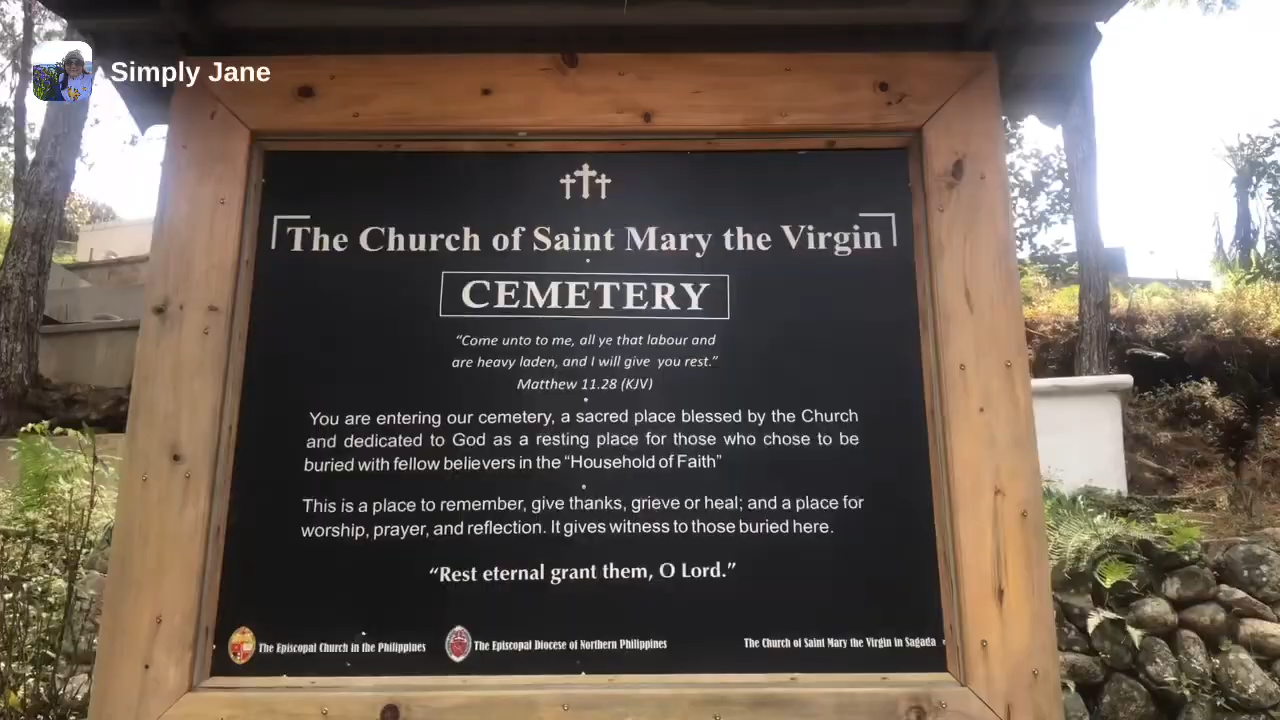 Simply Jane
The Church of Saint Mary the Virgin
CEMETERY
“Come unto to me, all ye that labour and
are heavy laden, and I will give you rest.”
Matthew 11.28 (KJV)
You are entering our cemetery, a sacred place blessed by the Church
and dedicated to God as a resting place for those who chose to be
buried with fellow believers in the “Household of Faith”
This is a place to remember, give thanks, grieve or heal; and a place for
worship, prayer, and reflection. It gives witness to those buried here.
“Rest eternal grant them, O Lord.”
The Episcopal Church in the Philippines
The Episcopal Diocese of Northern Philippines
The Church of Saint Mary the Virgin in Sagada